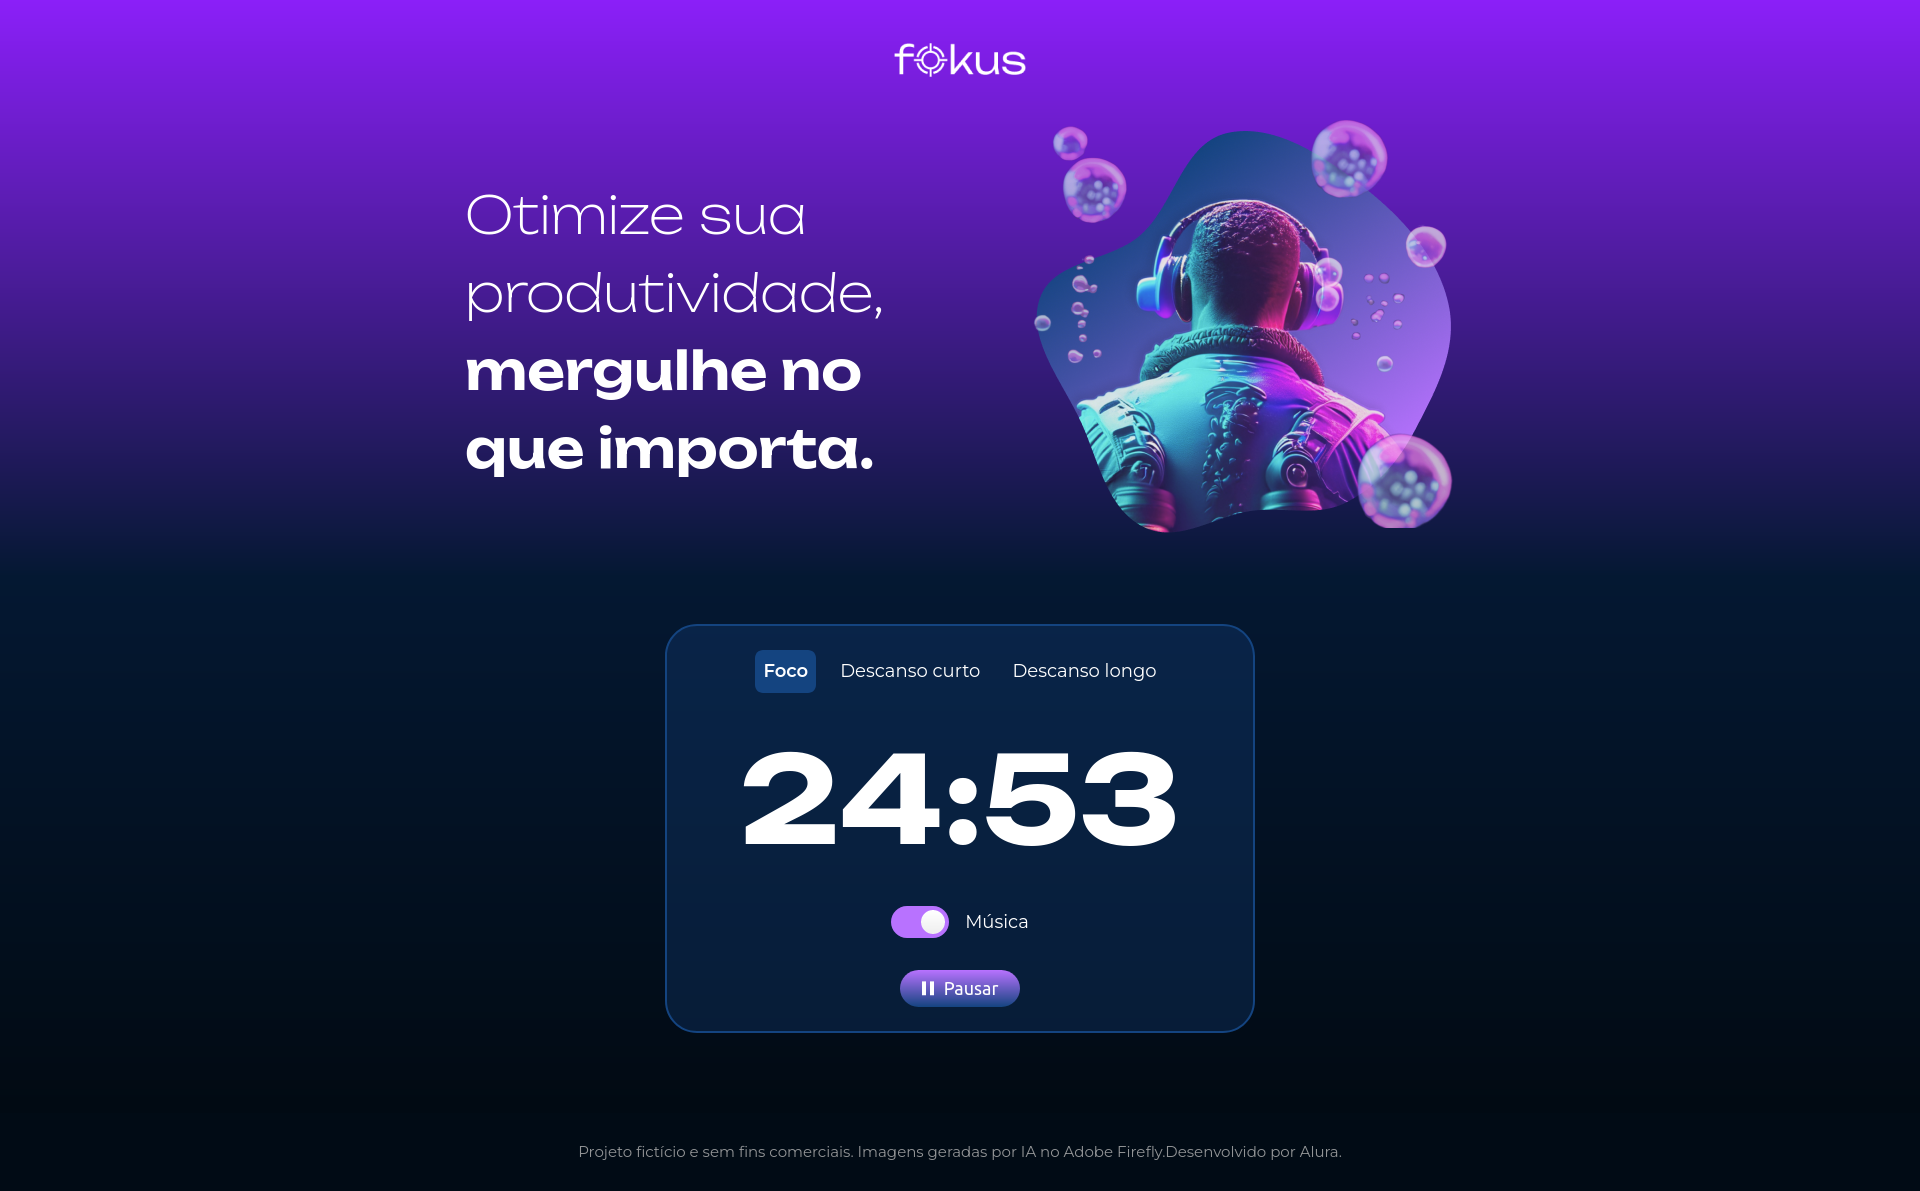 fokus
Otimize sua
produtividade,
mergulhe no
que importa.
Foco Descanso curto Descanso longo
24:53
Música
Pausar
Projeto fictício e sem fins comerciais. Imagens geradas por IA no Adobe Firefly.Desenvolvido por Alura.